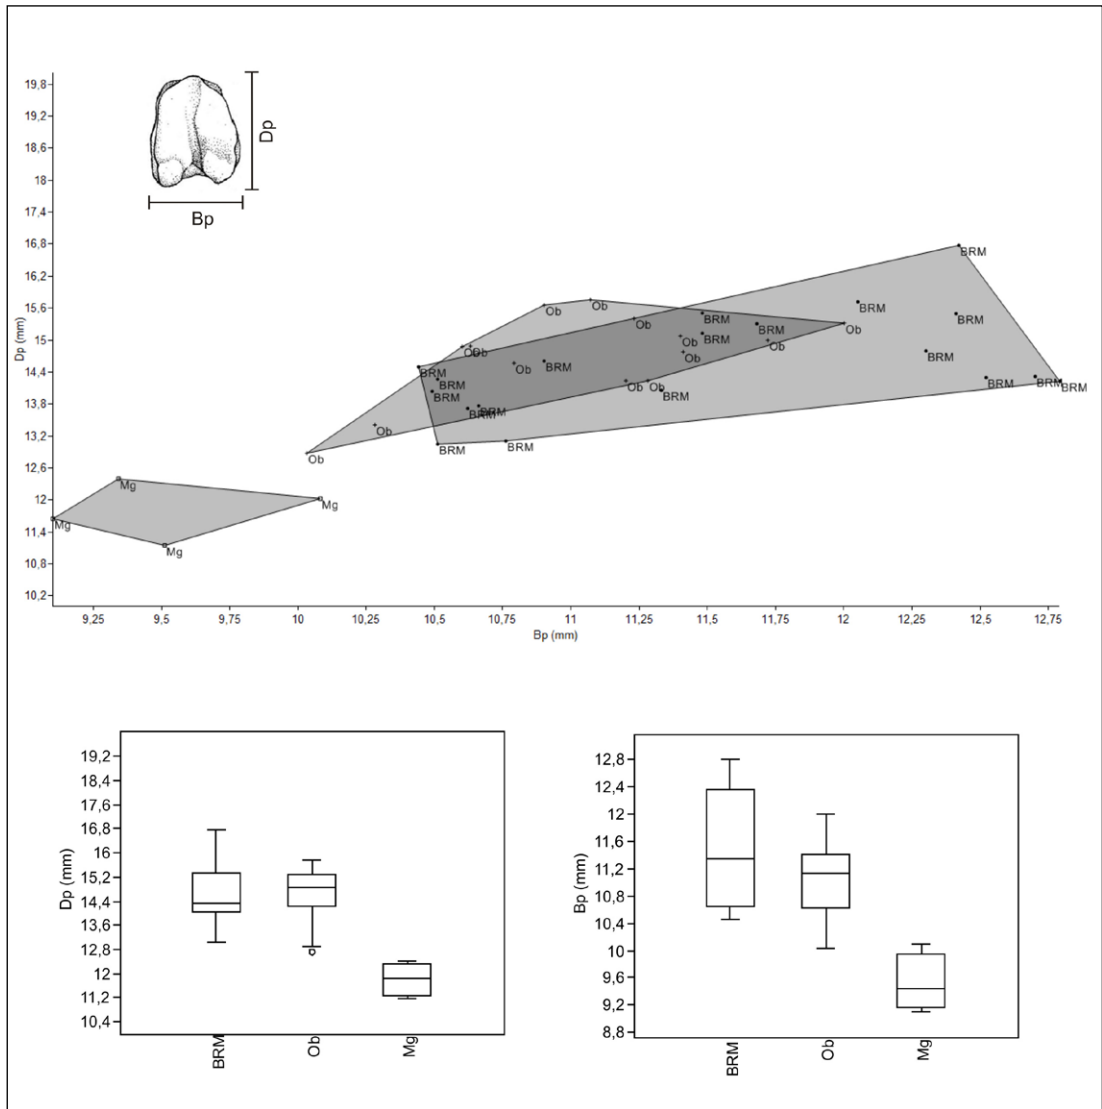 19,8
19,2
18,6
18
17,4
16,8
16,2
15,6
15
14,4
13,8
13,2
12,6
12
11,4
10,8
10,2
Dp (mm)
Dp
Bp
BRM
Ob
Ob
BRM
Ob
BRM
BRM
BRM
Ob
Ob
BRM
Ob
BRM
Ob
Ob
Ob
BRM
Ob
BRM
BRM
BRM
BRM
BRM
BRM
BRM
Ob
Ob
BRM
BRM
BRM
Ob
BRM
BRM
Ob
Mg
Mg
Mg
Mg
9,25 9,5 9,75 10 10,25 10,5 10,75 11 11,25 11,5 11,75 12 12,25 12,5 12,75
Bp (mm)
19,2
18,4
17,6
16,8
16
15,2
14,4
13,6
12,8
12
11,2
10,4
Dp (mm)
BRM Ob Mg
12,8
12,4
12
11,6
11,2
10,8
10,4
10
9,6
9,2
8,8
Bp (mm)
BRM Ob Mg